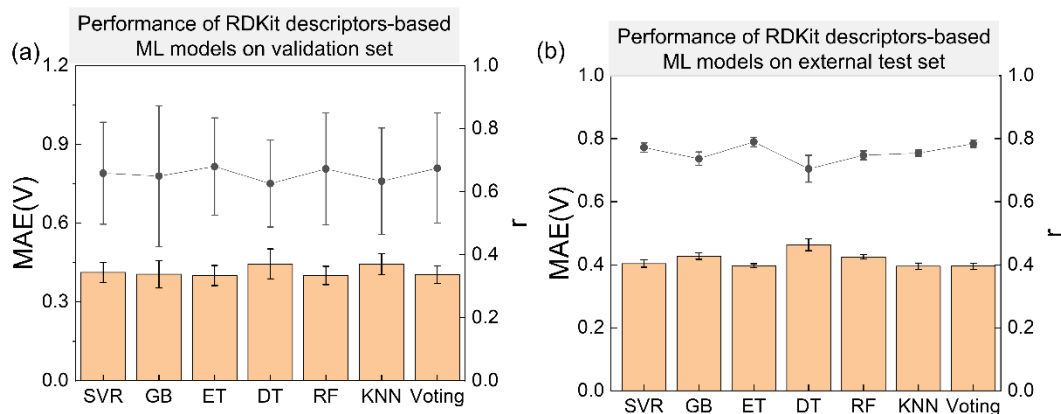 (a)
Performance of RDKit descriptors-based
ML models on validation set
1.2
0.9
0.6
0.3
0.0
MAE(V)
1.0
0.8
0.6
0.4
0.2
0.0
r
SVR GB ET DT RF KNN Voting
(b)
Performance of RDKit descriptors-based
ML models on external test set
1.0
0.8
0.6
0.4
0.2
0.0
MAE(V)
1.0
0.8
0.6
0.4
0.2
0.0
r
SVR GB ET DT RF KNN Voting